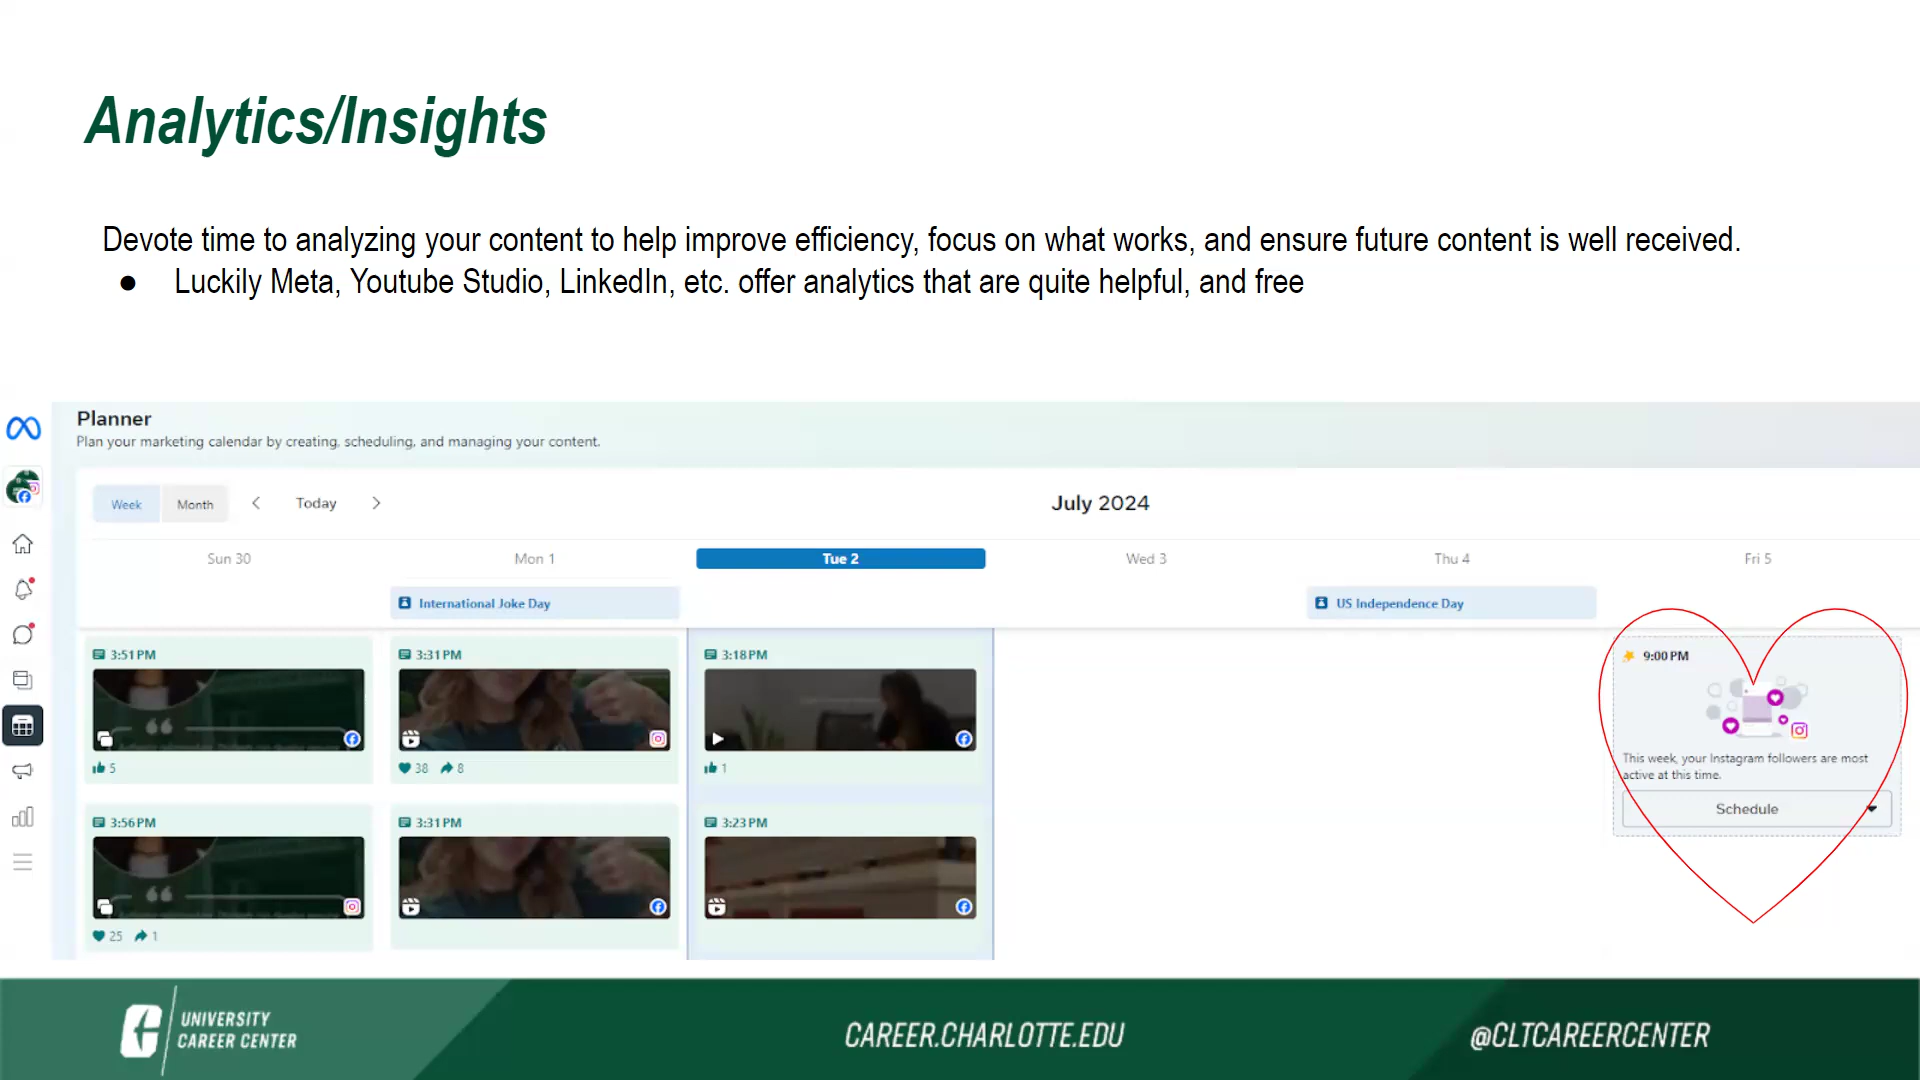 Analytics/Insights
Devote time to analyzing your content to help improve efficiency, focus on what works, and ensure future content is well received.
● Luckily Meta, Youtube Studio, LinkedIn, etc. offer analytics that are quite helpful, and free
Planner
Plan your marketing calendar by creating, scheduling, and managing your content.
Week Month Today July 2024
Sun 30 Mon 1 Tue 2 Wed 3 Thu 4 Fri 5
International Joke Day US Independence Day
3:51 PM 3:31 PM 3:18 PM 9:00 PM
This week, your Instagram followers are most
active at this time.
5 38 8 1
Schedule
3:56 PM 3:31 PM 3:23 PM
25 1
UNIVERSITY
CAREER CENTER
CAREER.CHARLOTTE.EDU
@CLTCAREERCENTER